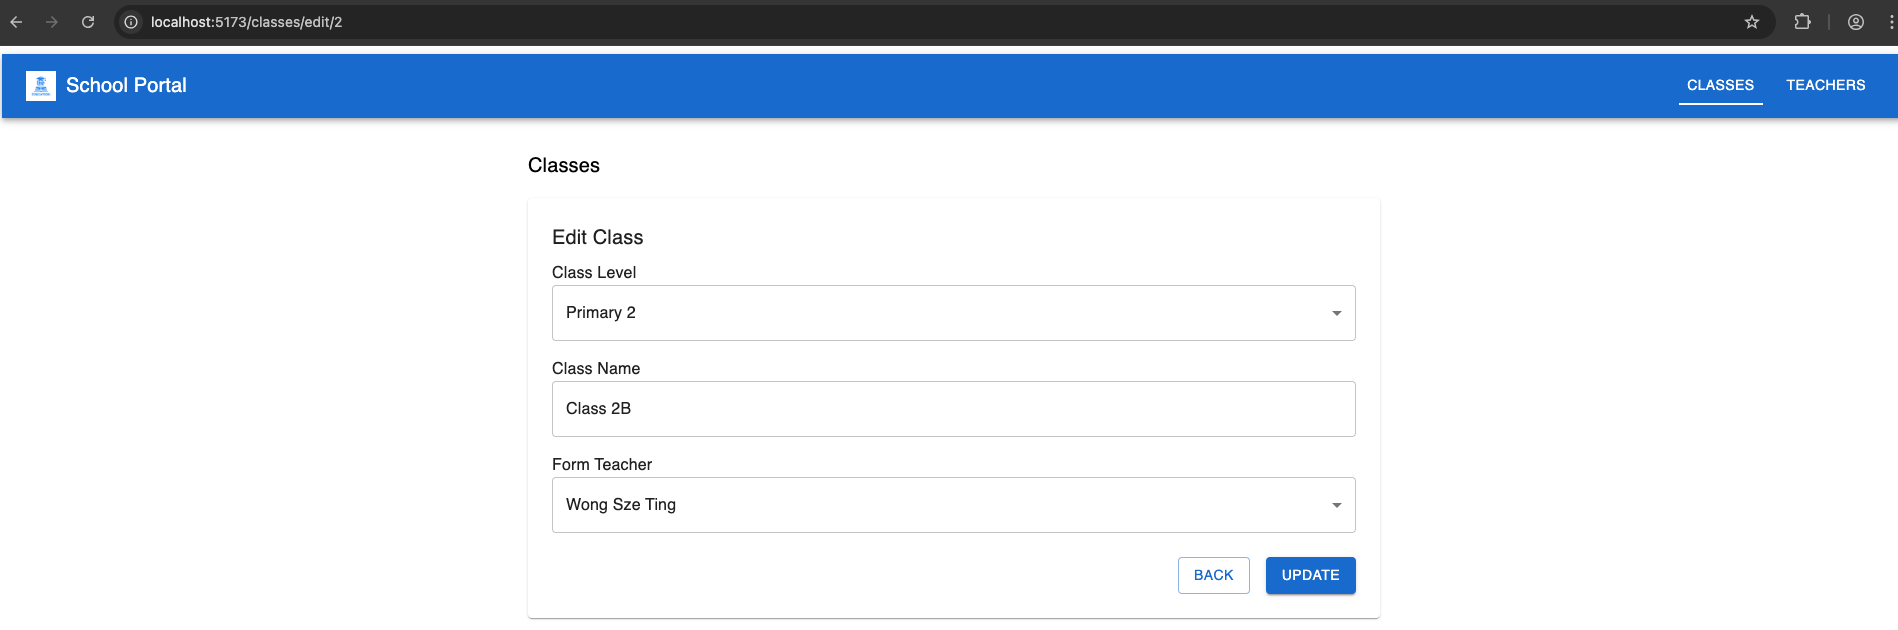 localhost:5173/classes/edit/2
School Portal
CLASSES
TEACHERS
Classes
Edit Class
Class Level
Primary 2
Class Name
Class 2B
Form Teacher
Wong Sze Ting
BACK
UPDATE